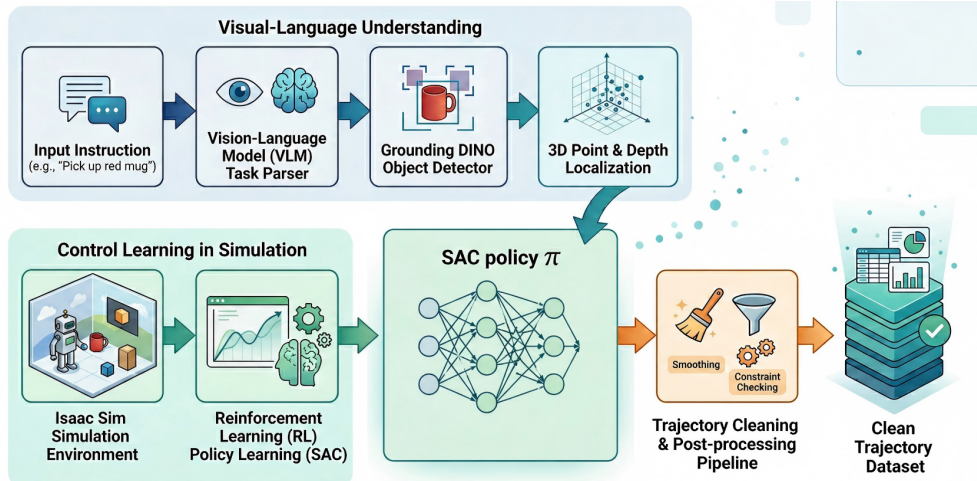 Visual-Language Understanding
Input Instruction
(e.g., "Pick up red mug")
Vision-Language
Model (VLM)
Task Parser
Grounding DINO
Object Detector
3D Point & Depth
Localization
Control Learning in Simulation
Isaac Sim
Simulation
Environment
Reinforcement
Learning (RL)
Policy Learning (SAC)
SAC policy π
Smoothing
Constraint
Checking
Trajectory Cleaning
& Post-processing
Pipeline
Clean
Trajectory
Dataset